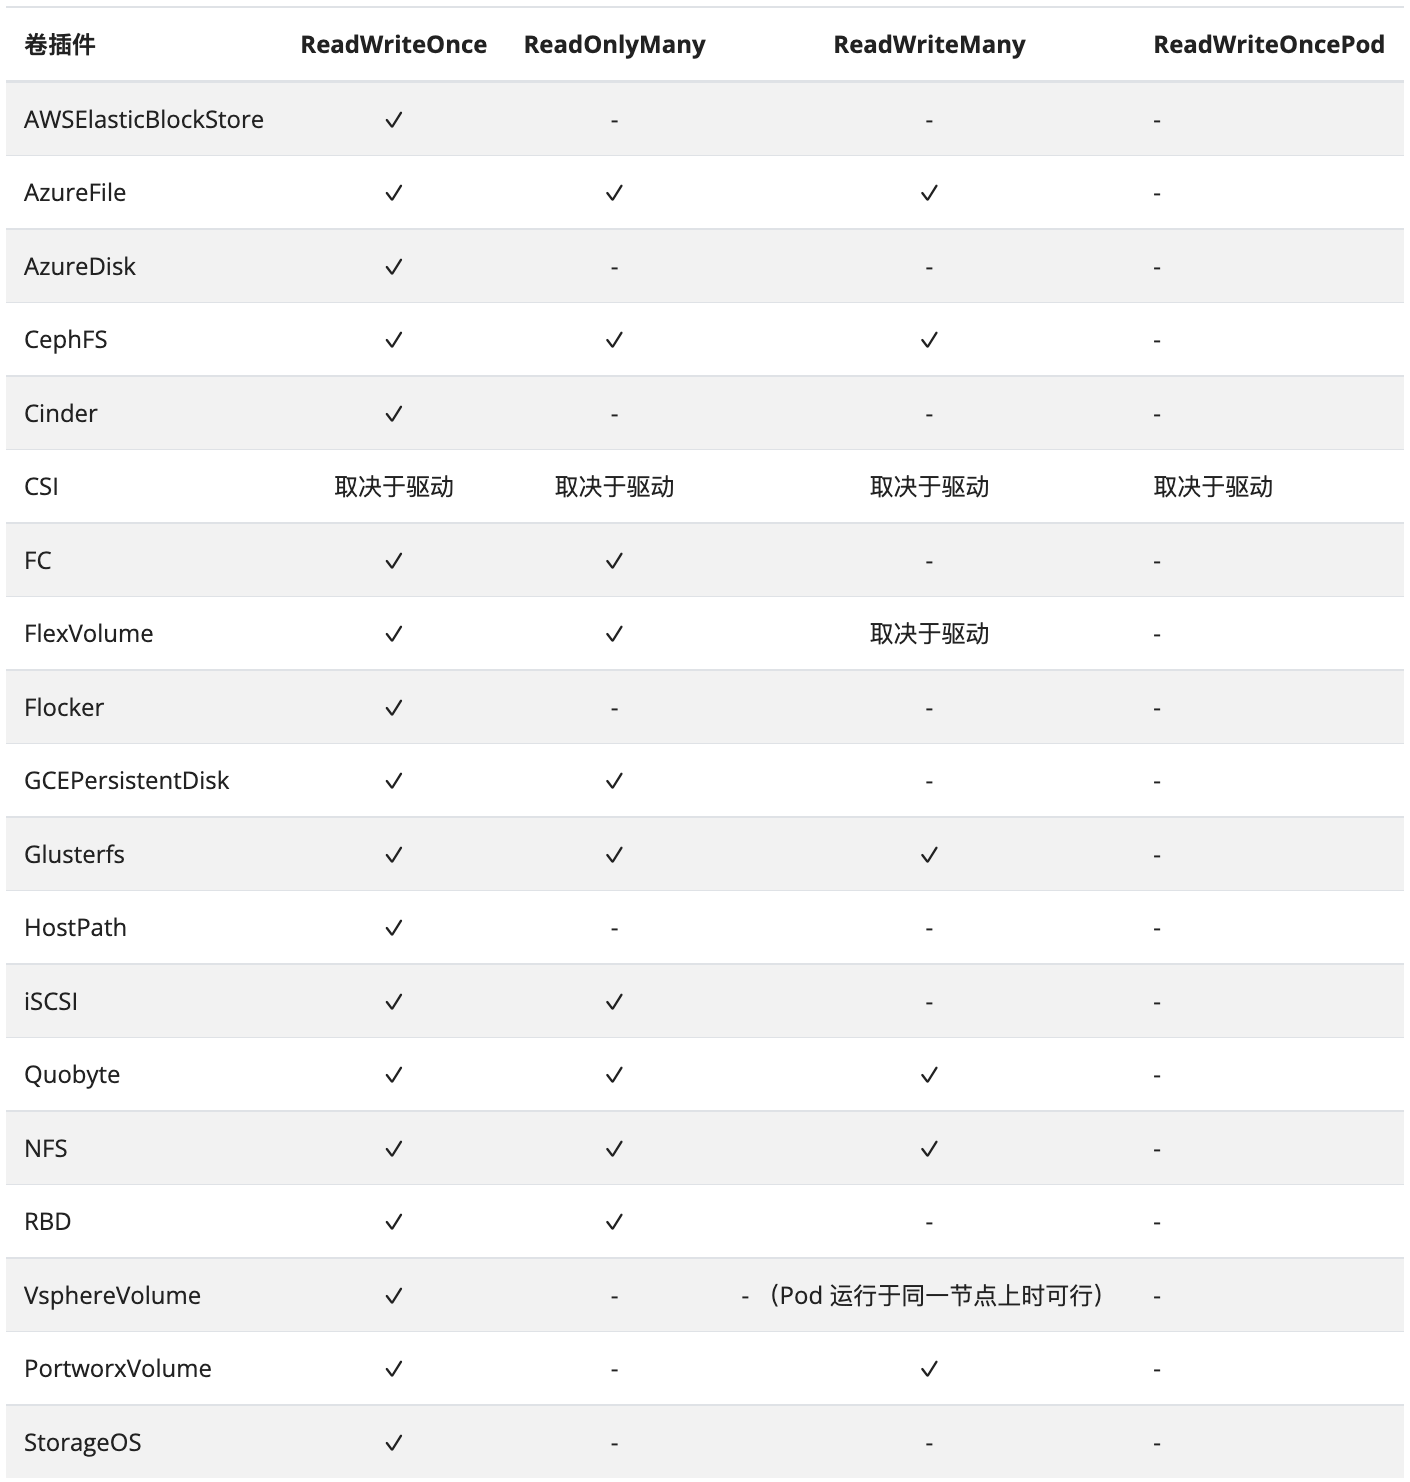 卷插件 ReadWriteOnce ReadOnlyMany ReadWriteMany ReadWriteOncePod
AWSElasticBlockStore ✓ - - -
AzureFile ✓ ✓ ✓ -
AzureDisk ✓ - - -
CephFS ✓ ✓ ✓ -
Cinder ✓ - - -
CSI 取决于驱动 取决于驱动 取决于驱动 取决于驱动
FC ✓ ✓ - -
FlexVolume ✓ ✓ 取决于驱动 -
Flocker ✓ - - -
GCEPersistentDisk ✓ ✓ - -
Glusterfs ✓ ✓ ✓ -
HostPath ✓ - - -
iSCSI ✓ ✓ - -
Quobyte ✓ ✓ ✓ -
NFS ✓ ✓ ✓ -
RBD ✓ ✓ - -
VsphereVolume ✓ - - （Pod 运行于同一节点上时可行） -
PortworxVolume ✓ - ✓ -
StorageOS ✓ - - -